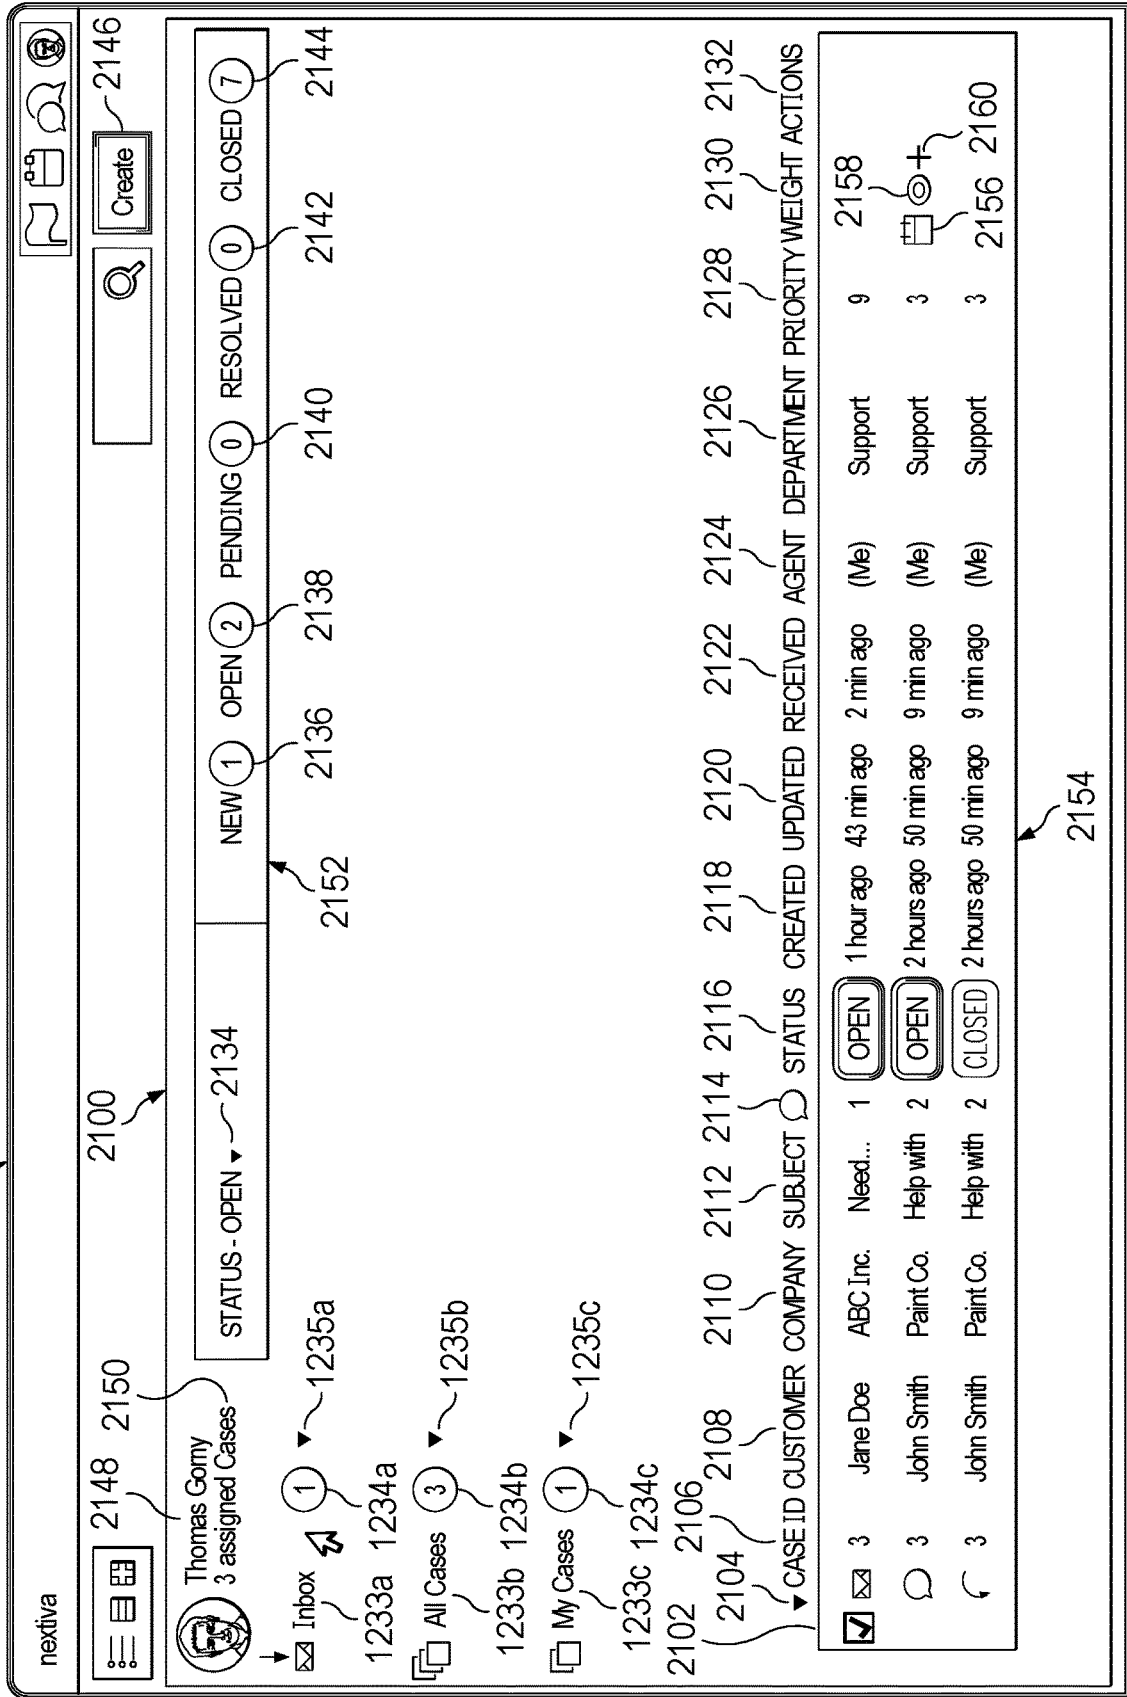 nextiva
2100
2148
2150
2146
Create
Thomas Gorny
3 assigned Cases
STATUS - OPEN ▾ 2134
NEW 1 OPEN 2 PENDING 0 RESOLVED 0 CLOSED 7
2152
2136
2138
2140
2142
2144
Inbox 1 ▾ 1235a
1233a 1234a
All Cases 3 ▾ 1235b
1233b 1234b
My Cases 1 ▾ 1235c
1233c 1234c
2102 2104 2106 2108 2110 2112 2114 2116 2118 2120 2122 2124 2126 2128 2130 2132
▾ CASE ID CUSTOMER COMPANY SUBJECT STATUS CREATED UPDATED RECEIVED AGENT DEPARTMENT PRIORITY WEIGHT ACTIONS
3 Jane Doe ABC Inc. Need... 1 OPEN 1 hour ago 43 min ago 2 min ago (Me) Support 9
2158
3 John Smith Paint Co. Help with 2 OPEN 2 hours ago 50 min ago 9 min ago (Me) Support 3
3 John Smith Paint Co. Help with 2 CLOSED 2 hours ago 50 min ago 9 min ago (Me) Support 3
2156
2160
2154